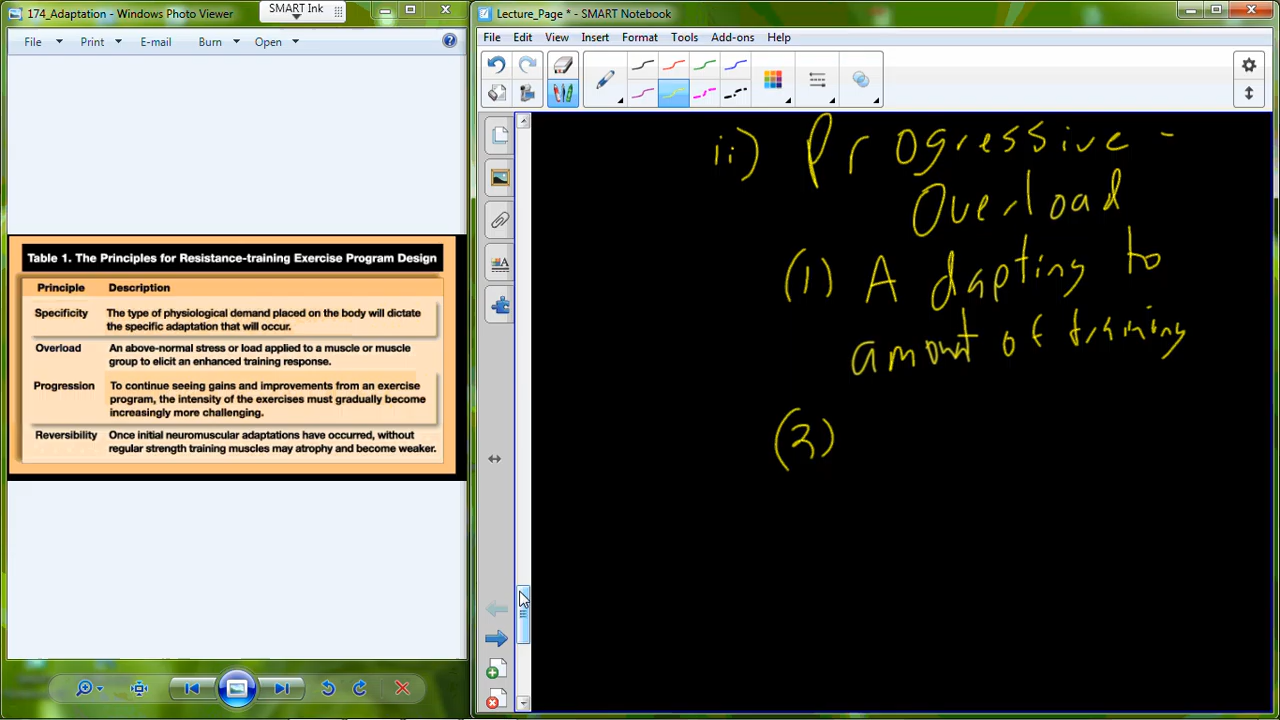 174_Adaptation - Windows Photo Viewer
SMART Ink
File Print E-mail Burn Open
Table 1. The Principles for Resistance-training Exercise Program Design
Principle Description
Specificity The type of physiological demand placed on the body will dictate
the specific adaptation that will occur.
Overload An above-normal stress or load applied to a muscle or muscle
group to elicit an enhanced training response.
Progression To continue seeing gains and improvements from an exercise
program, the intensity of the exercises must gradually become
increasingly more challenging.
Reversibility Once initial neuromuscular adaptations have occurred, without
regular strength training muscles may atrophy and become weaker.
Lecture_Page * - SMART Notebook
File Edit View Insert Format Tools Add-ons Help
ii) Progressive -
Overload
(1) Adapting to
amount of training
(2)